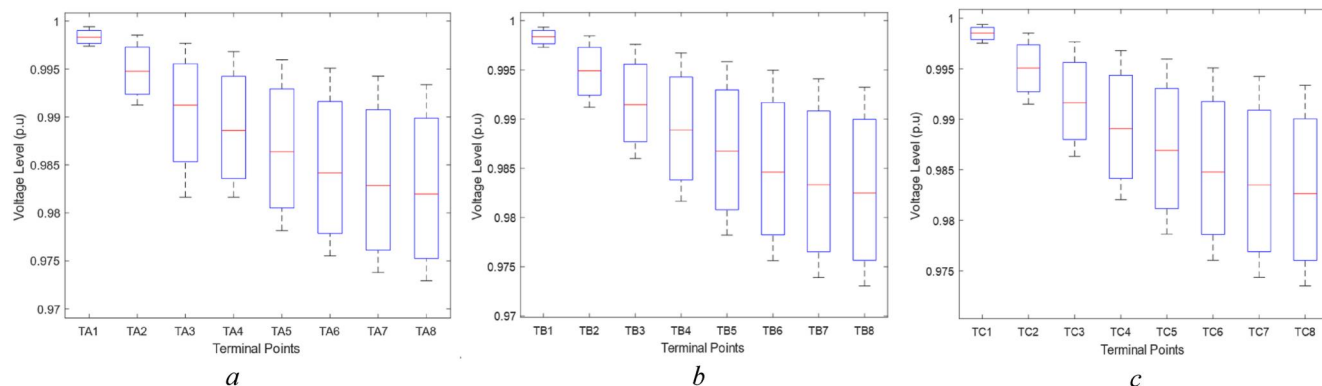 1
0.995
0.99
0.985
0.98
0.975
0.97
Voltage Level (p.u)
TA1 TA2 TA3 TA4 TA5 TA6 TA7 TA8
Terminal Points
a
1
0.995
0.99
0.985
0.98
0.975
0.97
Voltage Level (p.u)
TB1 TB2 TB3 TB4 TB5 TB6 TB7 TB8
Terminal Points
b
1
0.995
0.99
0.985
0.98
0.975
Voltage Level (p.u)
TC1 TC2 TC3 TC4 TC5 TC6 TC7 TC8
Terminal Points
c